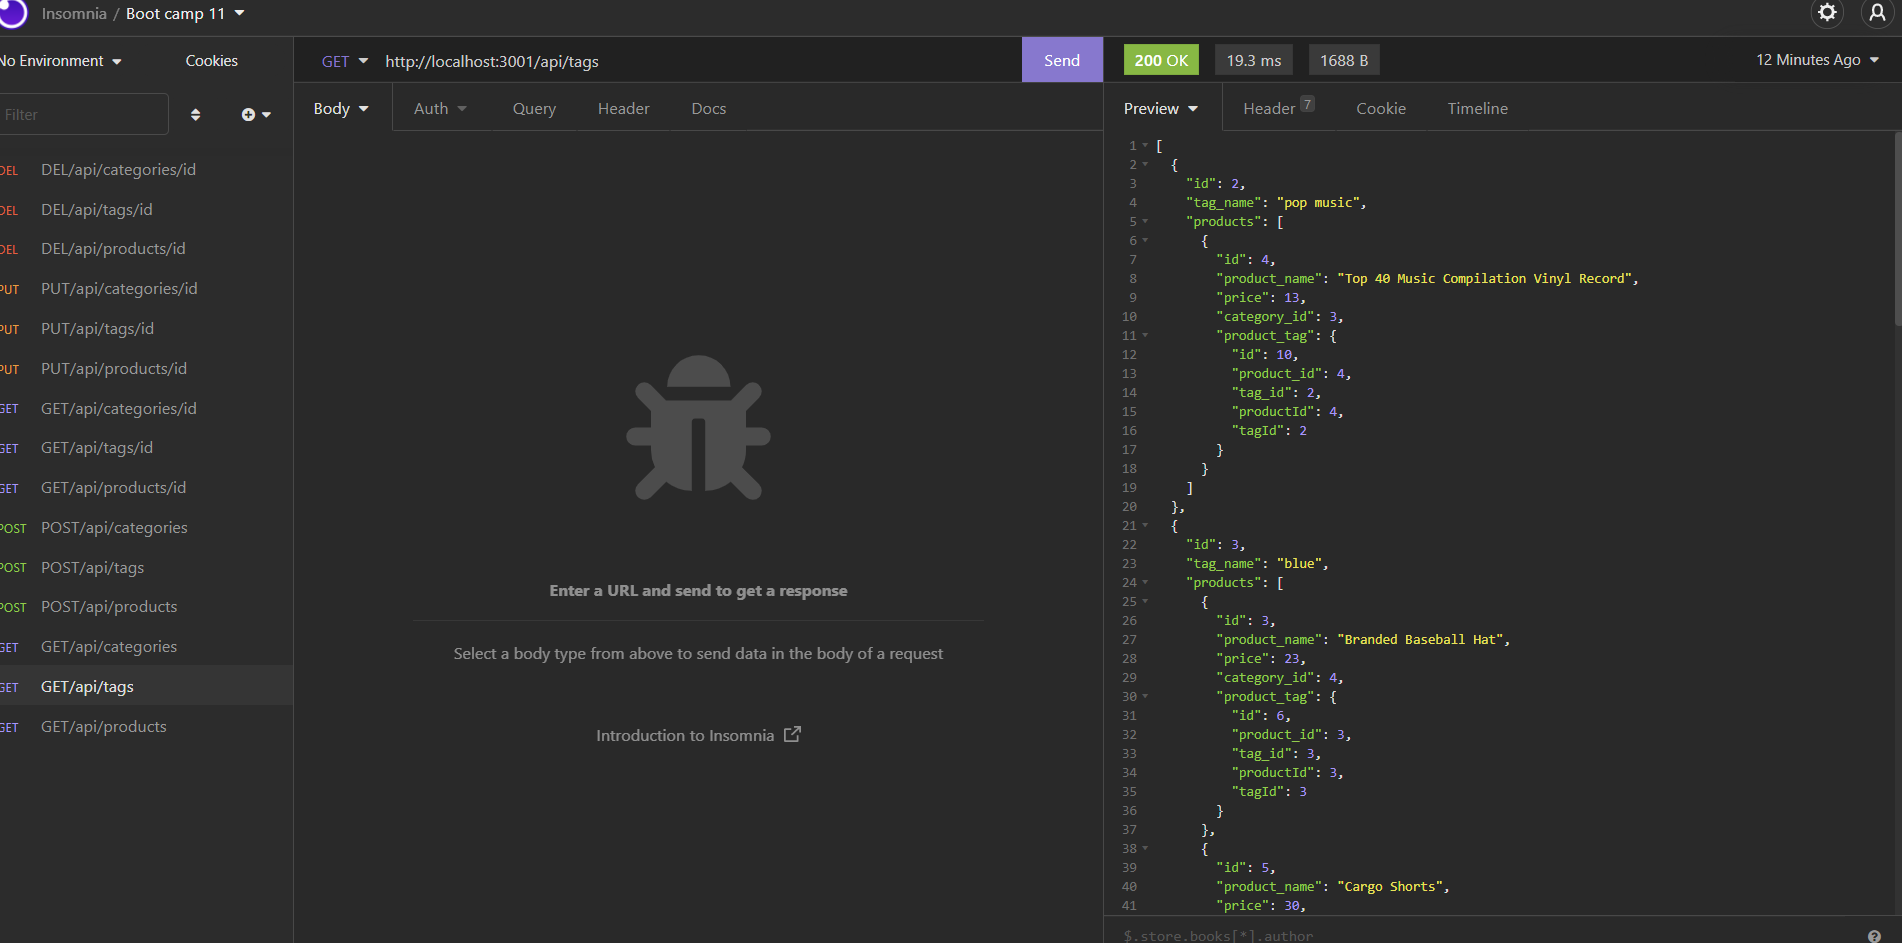 Insomnia / Boot camp 11
No Environment
Cookies
Filter
DEL DEL/api/categories/id
DEL DEL/api/tags/id
DEL DEL/api/products/id
PUT PUT/api/categories/id
PUT PUT/api/tags/id
PUT PUT/api/products/id
GET GET/api/categories/id
GET GET/api/tags/id
GET GET/api/products/id
POST POST/api/categories
POST POST/api/tags
POST POST/api/products
GET GET/api/categories
GET GET/api/tags
GET GET/api/products
GET http://localhost:3001/api/tags Send
Body Auth Query Header Docs
Enter a URL and send to get a response
Select a body type from above to send data in the body of a request
Introduction to Insomnia
200 OK 19.3 ms 1688 B 12 Minutes Ago
Preview Header 7 Cookie Timeline
1 [
2 {
3 "id": 2,
4 "tag_name": "pop music",
5 "products": [
6 {
7 "id": 4,
8 "product_name": "Top 40 Music Compilation Vinyl Record",
9 "price": 13,
10 "category_id": 3,
11 "product_tag": {
12 "id": 10,
13 "product_id": 4,
14 "tag_id": 2,
15 "productId": 4,
16 "tagId": 2
17 }
18 }
19 ]
20 },
21 {
22 "id": 3,
23 "tag_name": "blue",
24 "products": [
25 {
26 "id": 3,
27 "product_name": "Branded Baseball Hat",
28 "price": 23,
29 "category_id": 4,
30 "product_tag": {
31 "id": 6,
32 "product_id": 3,
33 "tag_id": 3,
34 "productId": 3,
35 "tagId": 3
36 }
37 },
38 {
39 "id": 5,
40 "product_name": "Cargo Shorts",
41 "price": 30,
$.store.books[*].author